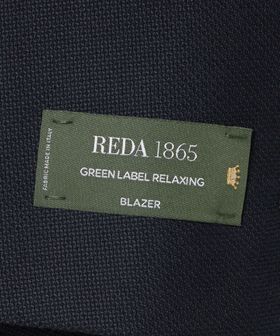 REDA 1865
GREEN LABEL RELAXING
BLAZER
FABRIC MADE IN ITALY